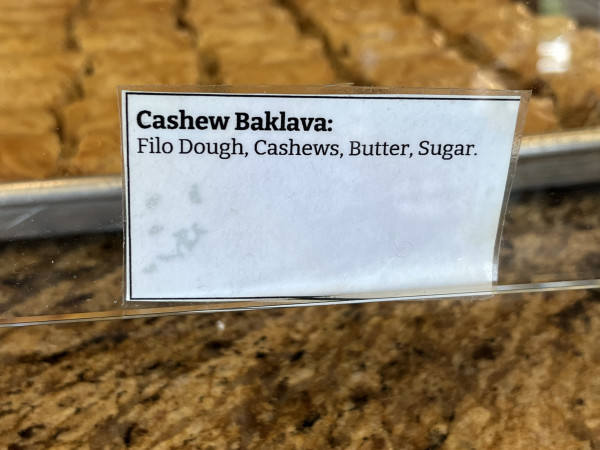 Cashew Baklava:
Filo Dough, Cashews, Butter, Sugar.